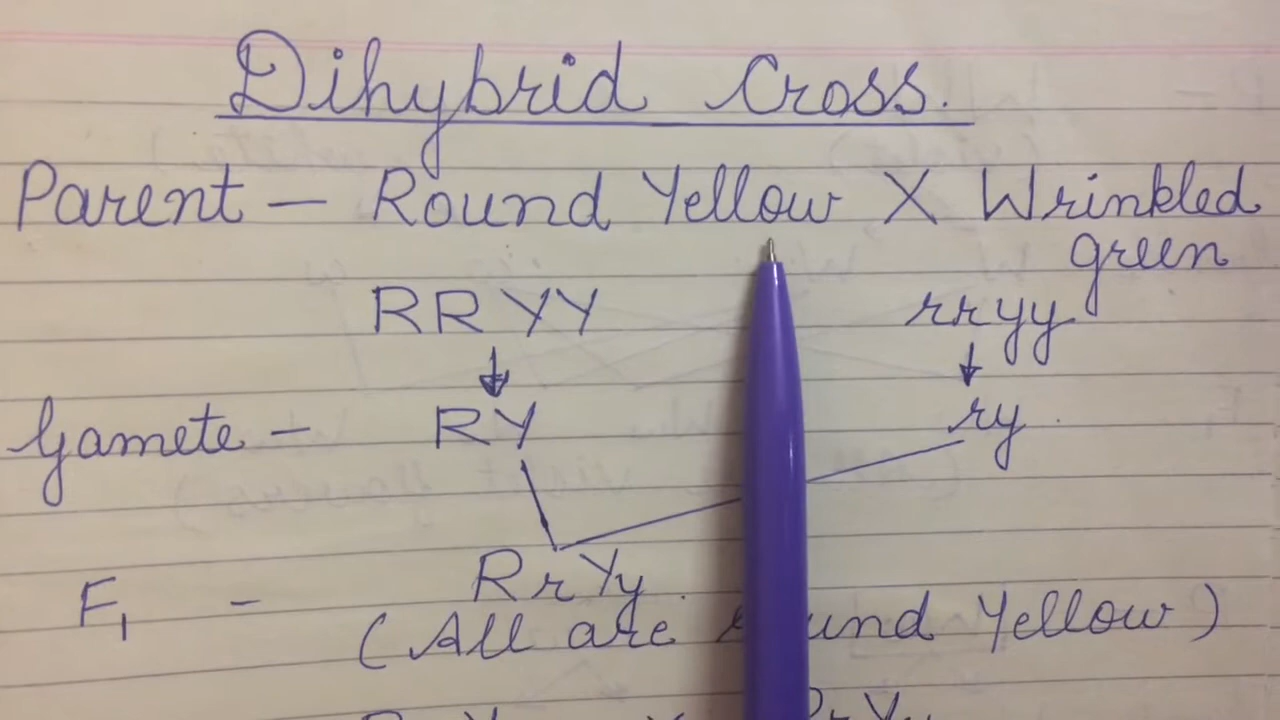 Dihybrid Cross.
Parent - Round Yellow X Wrinkled
green
RRYY rryy
Gamete - RY ry
F1 - RrYy
(All are und Yellow)